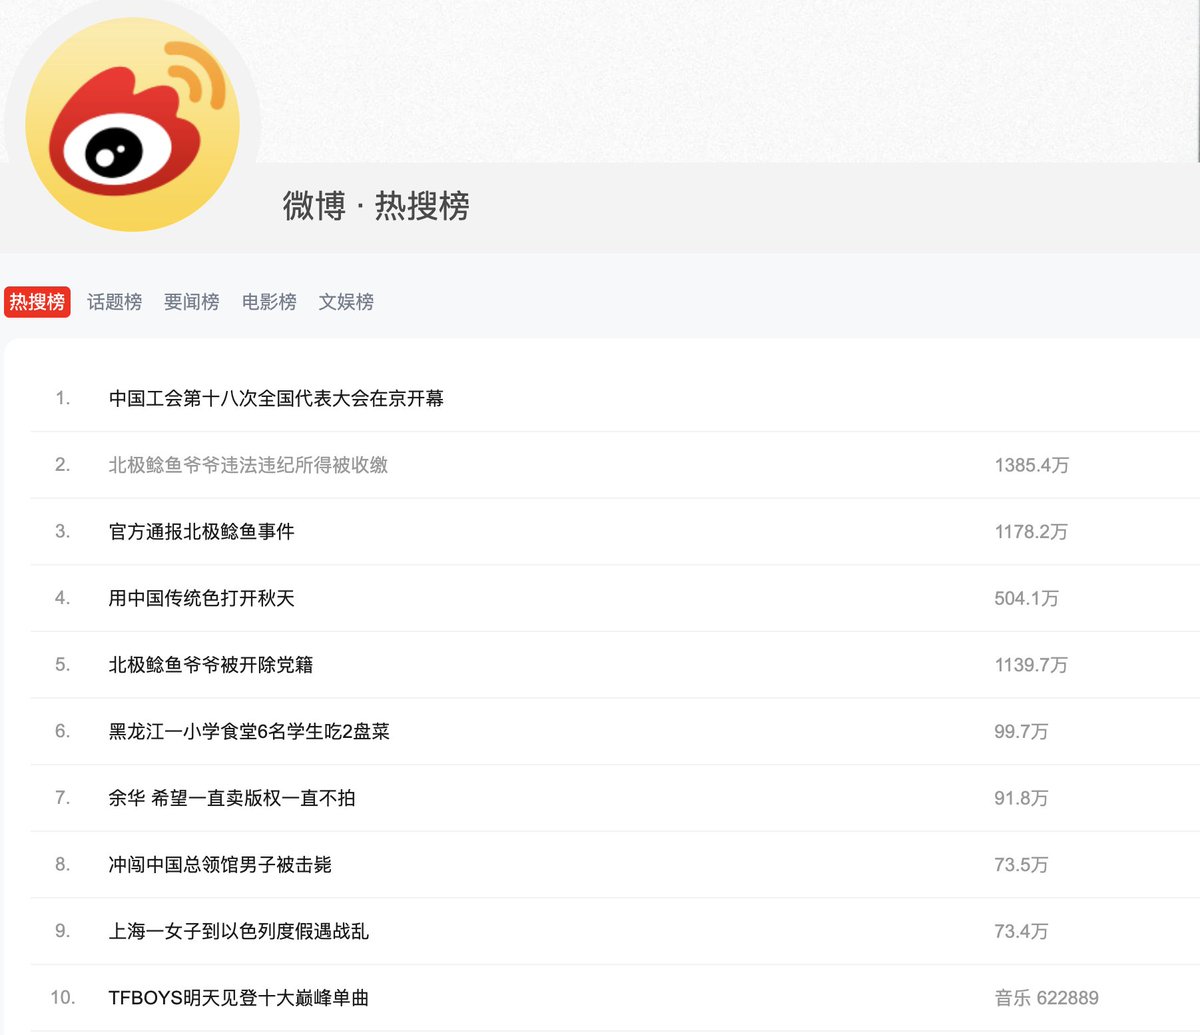 微博 · 热搜榜
热搜榜 话题榜 要闻榜 电影榜 文娱榜
1. 中国工会第十八次全国代表大会在京开幕
2. 北极鲶鱼爷爷违法违纪所得被收缴 1385.4万
3. 官方通报北极鲶鱼事件 1178.2万
4. 用中国传统色打开秋天 504.1万
5. 北极鲶鱼爷爷被开除党籍 1139.7万
6. 黑龙江一小学食堂6名学生吃2盘菜 99.7万
7. 余华 希望一直卖版权一直不拍 91.8万
8. 冲闯中国总领馆男子被击毙 73.5万
9. 上海一女子到以色列度假遇战乱 73.4万
10. TFBOYS明天见登十大巅峰单曲 音乐 622889